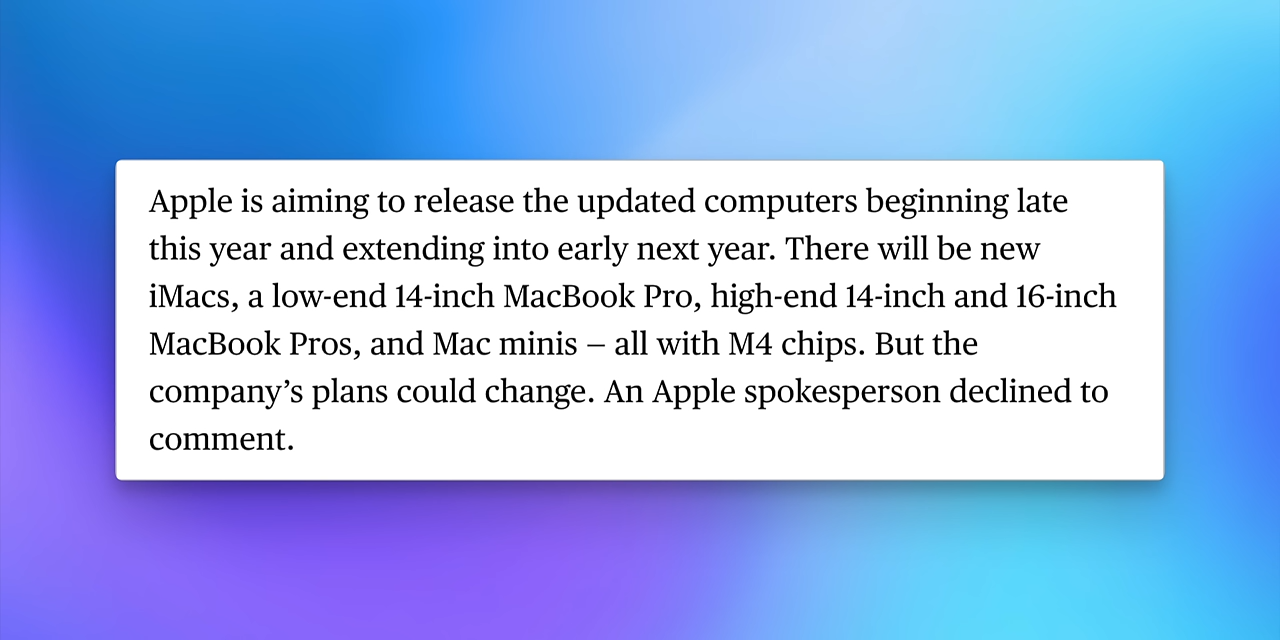 Apple is aiming to release the updated computers beginning late
this year and extending into early next year. There will be new
iMacs, a low-end 14-inch MacBook Pro, high-end 14-inch and 16-inch
MacBook Pros, and Mac minis – all with M4 chips. But the
company’s plans could change. An Apple spokesperson declined to
comment.